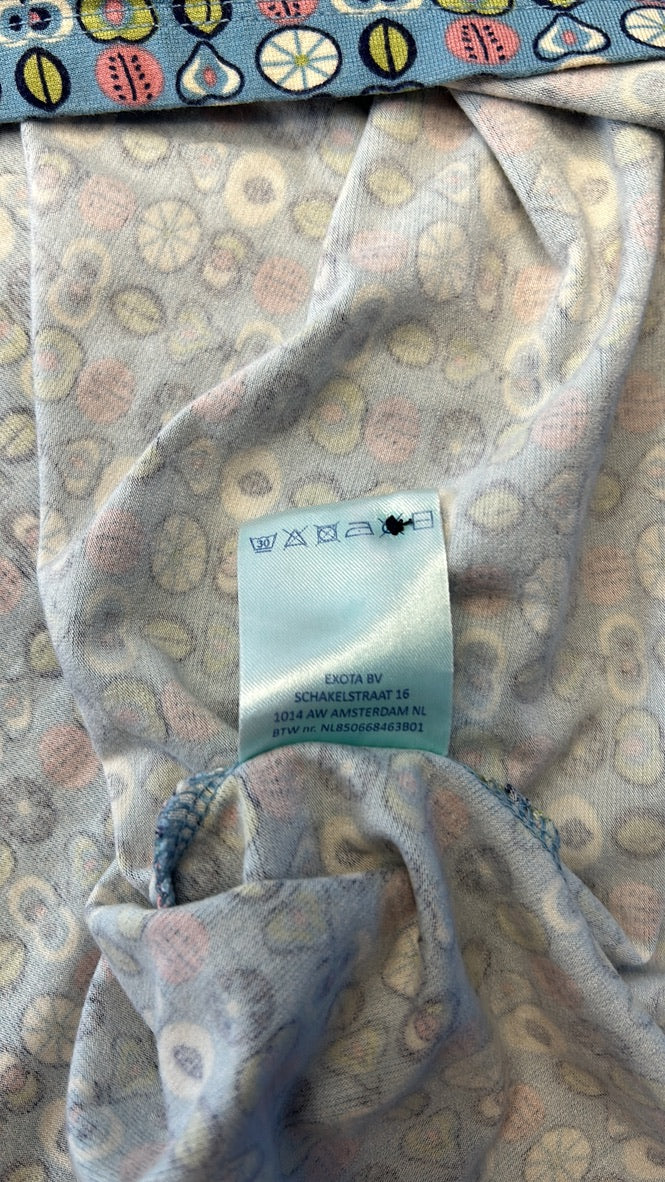 30
EXOTA BV
SCHAKELSTRAAT 16
1014 AW AMSTERDAM NL
BTW nr. NL850668463B01